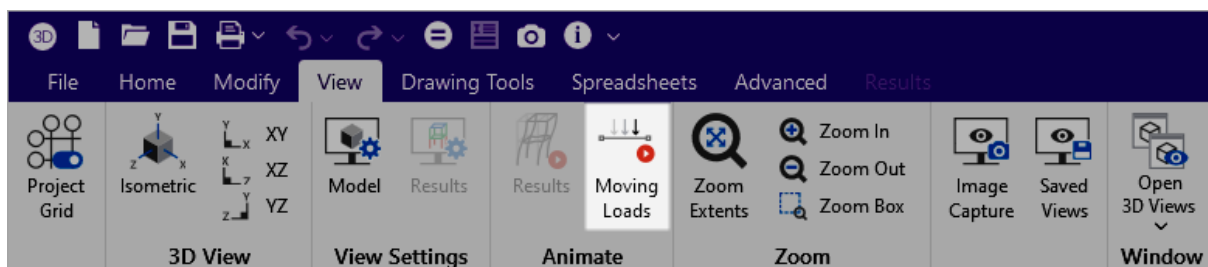 3D
File Home Modify View Drawing Tools Spreadsheets Advanced Results
Project
Grid
Y
Z X
Isometric
Y
X
XY
X
Z
XZ
Y
Z
YZ
3D View
Model
Results
View Settings
Results
Moving
Loads
Animate
Zoom
Extents
Zoom In
Zoom Out
Zoom Box
Zoom
Image
Capture
Saved
Views
Open
3D Views
Window